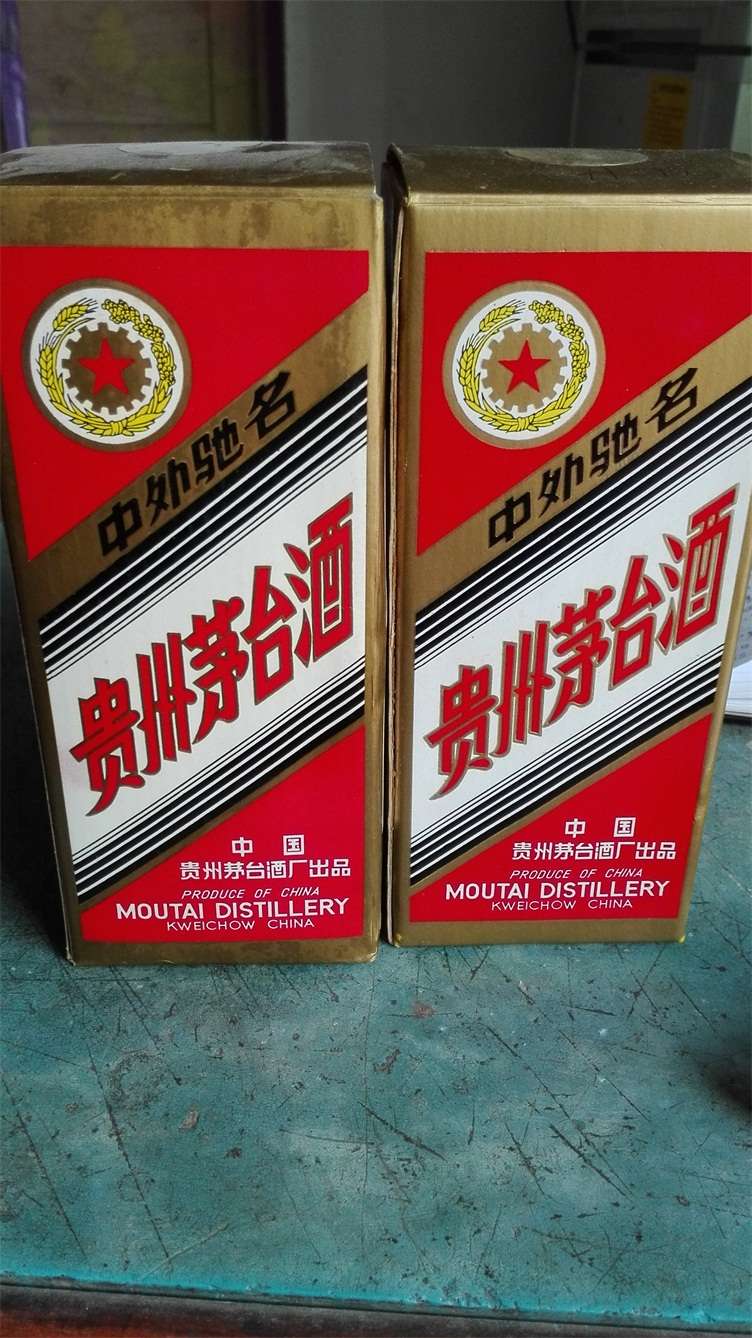 中外驰名
贵州茅台酒
中国
贵州茅台酒厂出品
PRODUCE OF CHINA
MOUTAI DISTILLERY
KWEICHOW CHINA
中外驰名
贵州茅台酒
中国
贵州茅台酒厂出品
PRODUCE OF CHINA
MOUTAI DISTILLERY
KWEICHOW CHINA